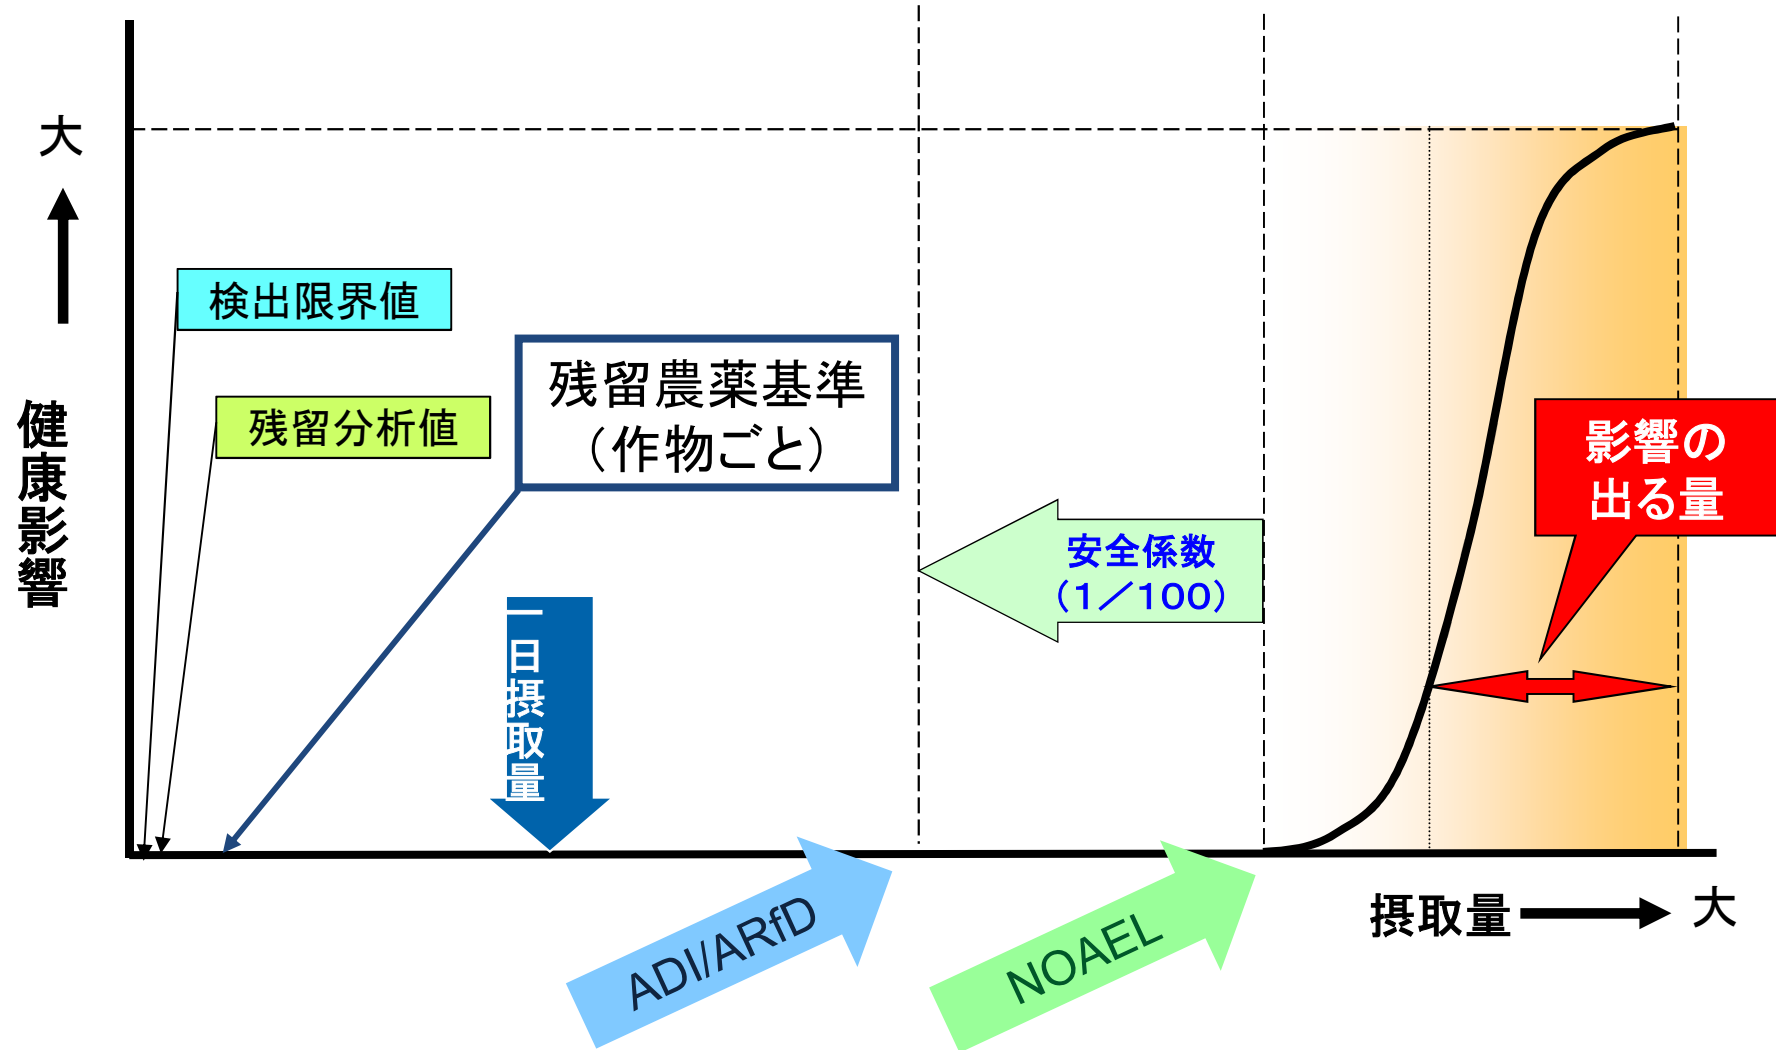 大
健康影響
検出限界値
残留分析値
残留農薬基準
（作物ごと）
一日摂取量
安全係数
（１／１００）
影響の
出る量
ADI/ARfD
NOAEL
摂取量
大